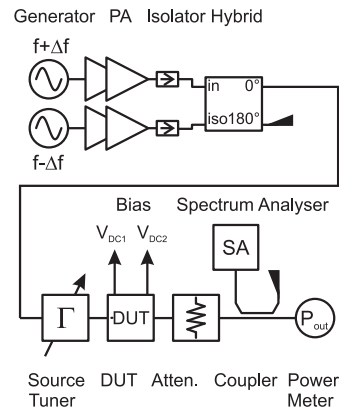 Generator PA Isolator Hybrid
f+Δf
in 0°
iso180°
f-Δf
Bias Spectrum Analyser
V_DC1 V_DC2
SA
Γ DUT P_out
Source DUT Atten. Coupler Power
Tuner Meter